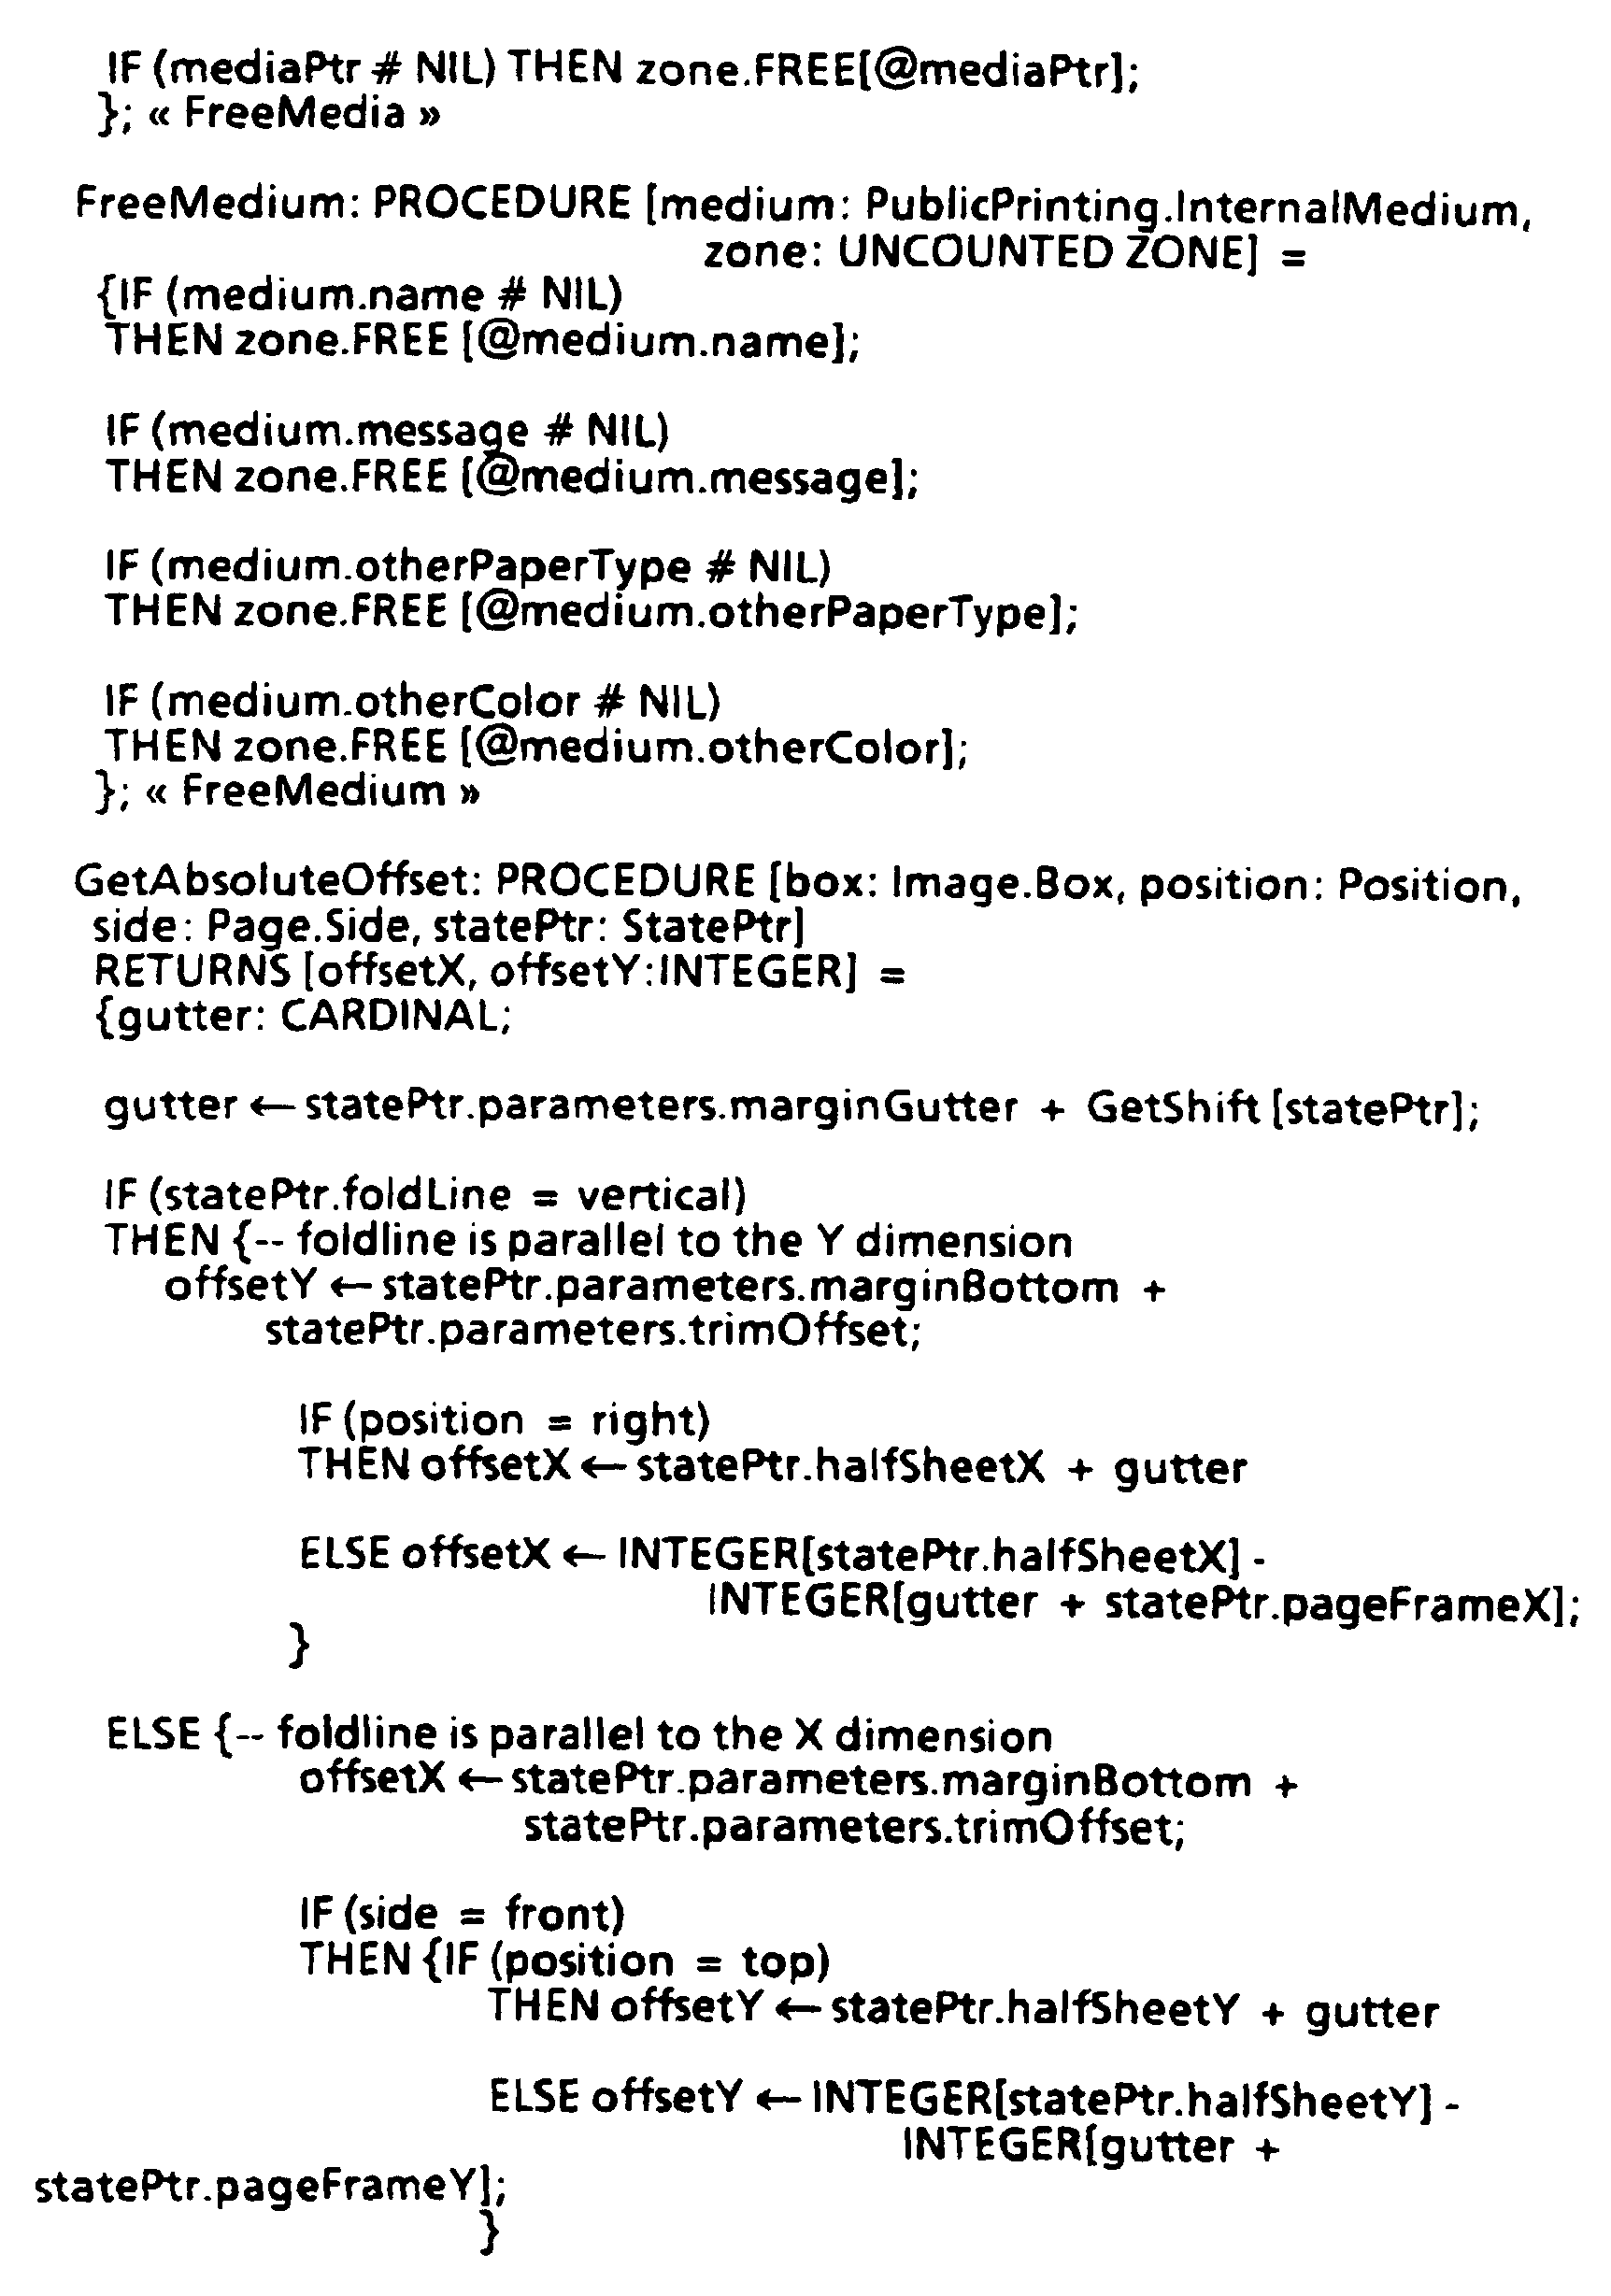 IF (mediaPtr # NIL) THEN zone.FREE[@mediaPtr];
}; « FreeMedia »
FreeMedium: PROCEDURE [medium: PublicPrinting.InternalMedium,
zone: UNCOUNTED ZONE] =
{IF (medium.name # NIL)
THEN zone.FREE [@medium.name];
IF (medium.message # NIL)
THEN zone.FREE [@medium.message];
IF (medium.otherPaperType # NIL)
THEN zone.FREE [@medium.otherPaperType];
IF (medium.otherColor # NIL)
THEN zone.FREE [@medium.otherColor];
}; « FreeMedium »
GetAbsoluteOffset: PROCEDURE [box: Image.Box, position: Position,
side: Page.Side, statePtr: StatePtr]
RETURNS [offsetX, offsetY:INTEGER] =
{gutter: CARDINAL;
gutter ← statePtr.parameters.marginGutter + GetShift [statePtr];
IF (statePtr.foldLine = vertical)
THEN {-- foldline is parallel to the Y dimension
offsetY ← statePtr.parameters.marginBottom +
statePtr.parameters.trimOffset;
IF (position = right)
THEN offsetX ← statePtr.halfSheetX + gutter
ELSE offsetX ← INTEGER[statePtr.halfSheetX] -
INTEGER[gutter + statePtr.pageFrameX];
}
ELSE {-- foldline is parallel to the X dimension
offsetX ← statePtr.parameters.marginBottom +
statePtr.parameters.trimOffset;
IF (side = front)
THEN {IF (position = top)
THEN offsetY ← statePtr.halfSheetY + gutter
ELSE offsetY ← INTEGER[statePtr.halfSheetY] -
INTEGER[gutter +
statePtr.pageFrameY];
}